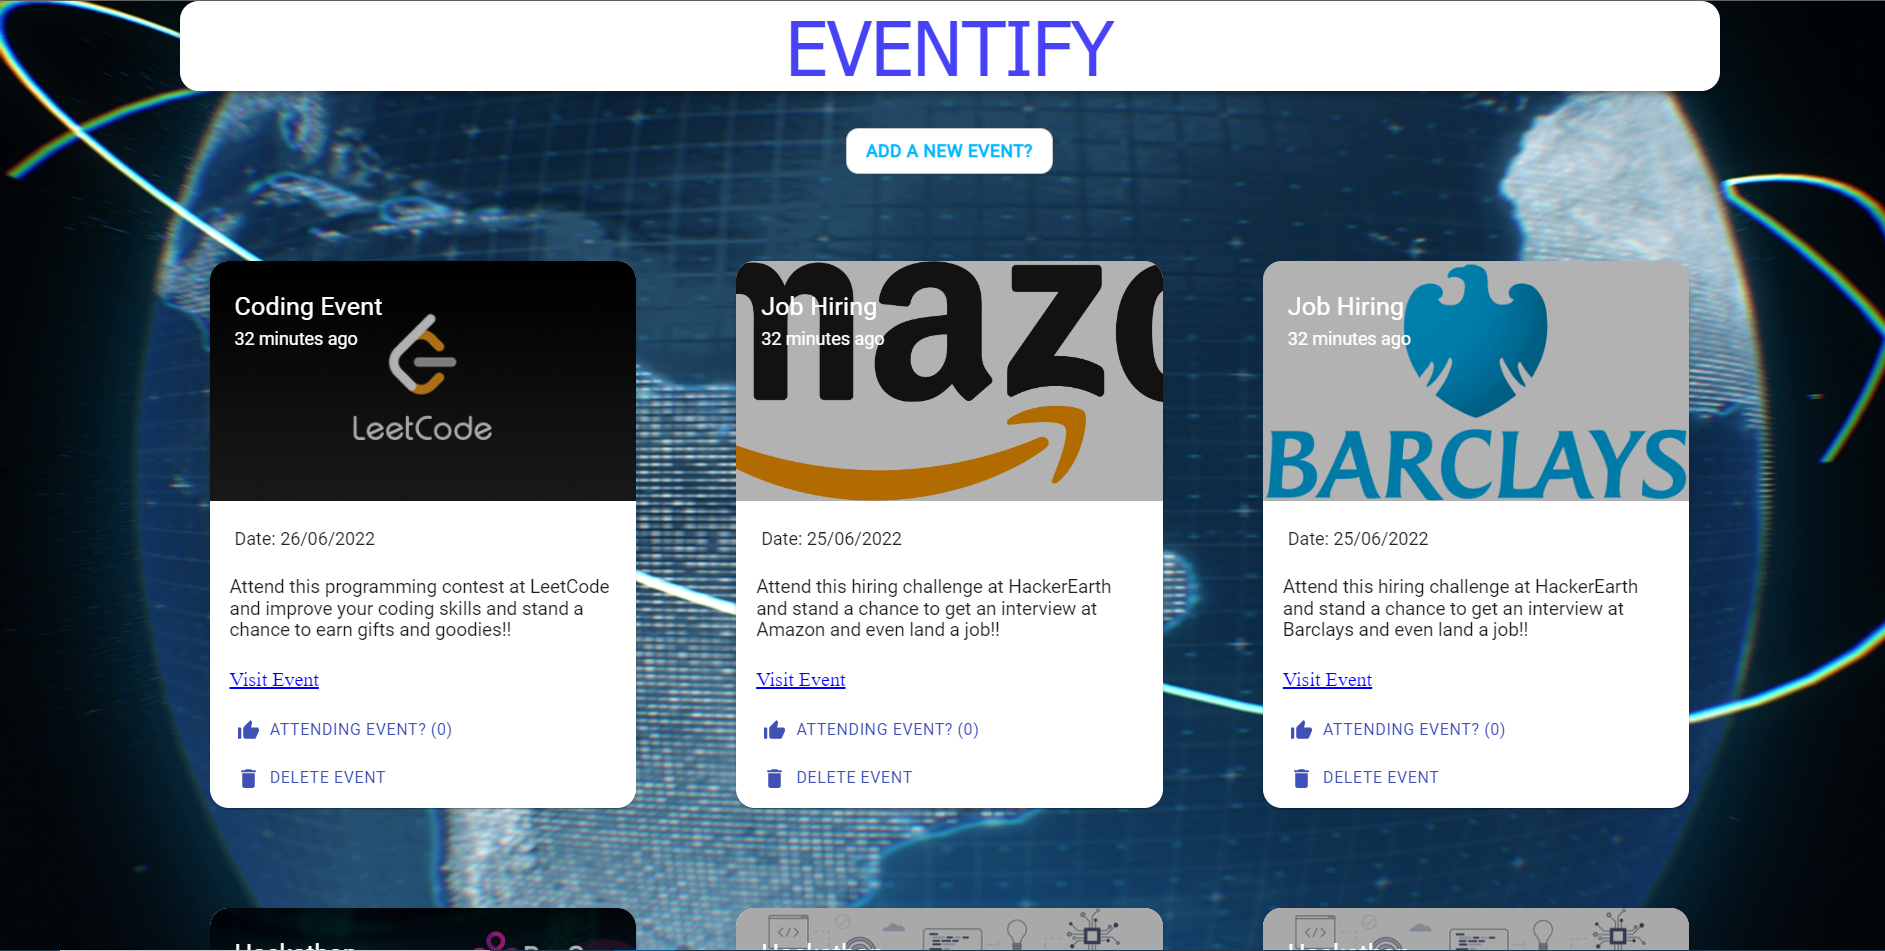 EVENTIFY
ADD A NEW EVENT?
Coding Event
32 minutes ago
LeetCode
Date: 26/06/2022
Attend this programming contest at LeetCode
and improve your coding skills and stand a
chance to earn gifts and goodies!!
Visit Event
ATTENDING EVENT? (0)
DELETE EVENT
mazo
Job Hiring
32 minutes ago
Date: 25/06/2022
Attend this hiring challenge at HackerEarth
and stand a chance to get an interview at
Amazon and even land a job!!
Visit Event
ATTENDING EVENT? (0)
DELETE EVENT
Job Hiring
32 minutes ago
BARCLAYS
Date: 25/06/2022
Attend this hiring challenge at HackerEarth
and stand a chance to get an interview at
Barclays and even land a job!!
Visit Event
ATTENDING EVENT? (0)
DELETE EVENT
Hackathon
Hackathon
Hackathon